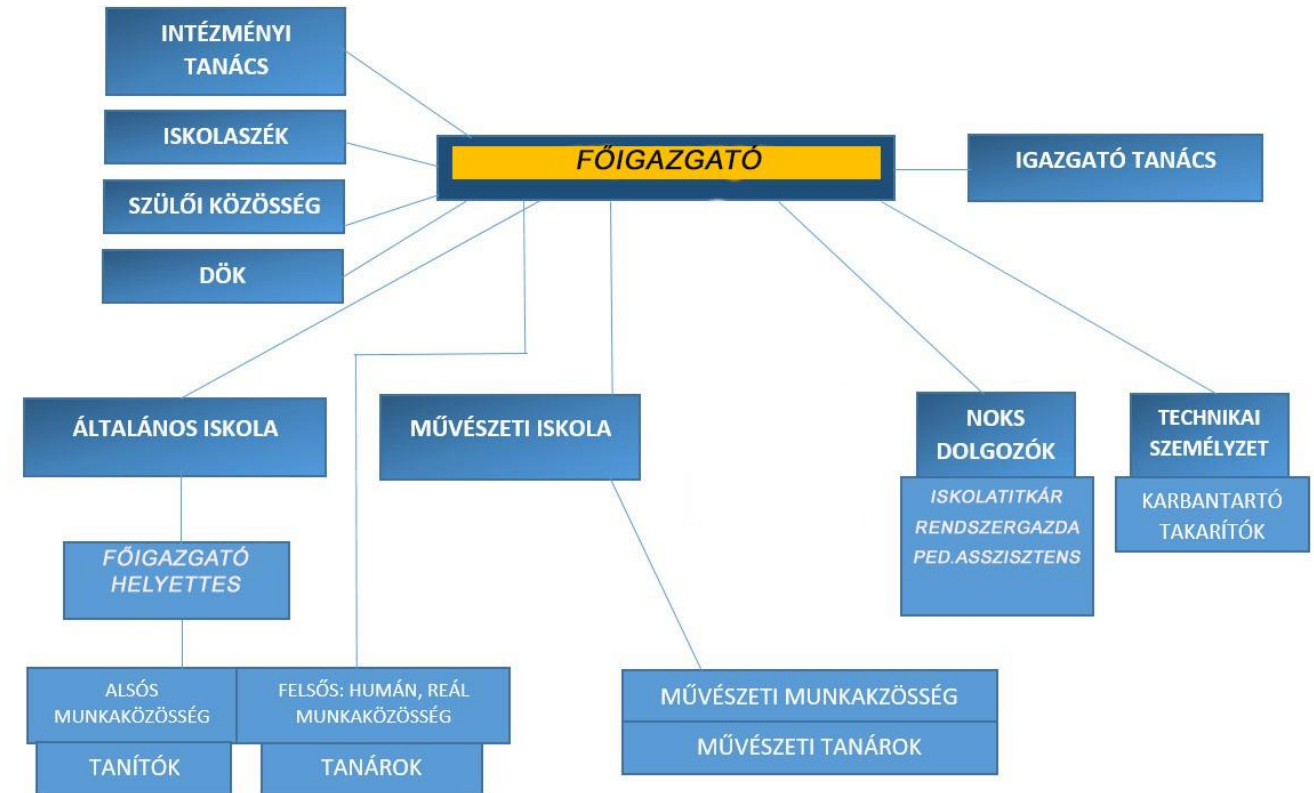 INTÉZMÉNYI
TANÁCS
ISKOLASZÉK
SZÜLŐI KÖZÖSSÉG
DÖK
FŐIGAZGATÓ
IGAZGATÓ TANÁCS
ÁLTALÁNOS ISKOLA
MŰVÉSZETI ISKOLA
NOKS
DOLGOZÓK
ISKOLATITKÁR
RENDSZERGAZDA
PED.ASSZISZTENS
TECHNIKAI
SZEMÉLYZET
KARBANTARTÓ
TAKARÍTÓK
FŐIGAZGATÓ
HELYETTES
ALSÓS
MUNKAKÖZÖSSÉG
TANÍTÓK
FELSŐS: HUMÁN, REÁL
MUNKAKÖZÖSSÉG
TANÁROK
MŰVÉSZETI MUNKAKZÖSSÉG
MŰVÉSZETI TANÁROK